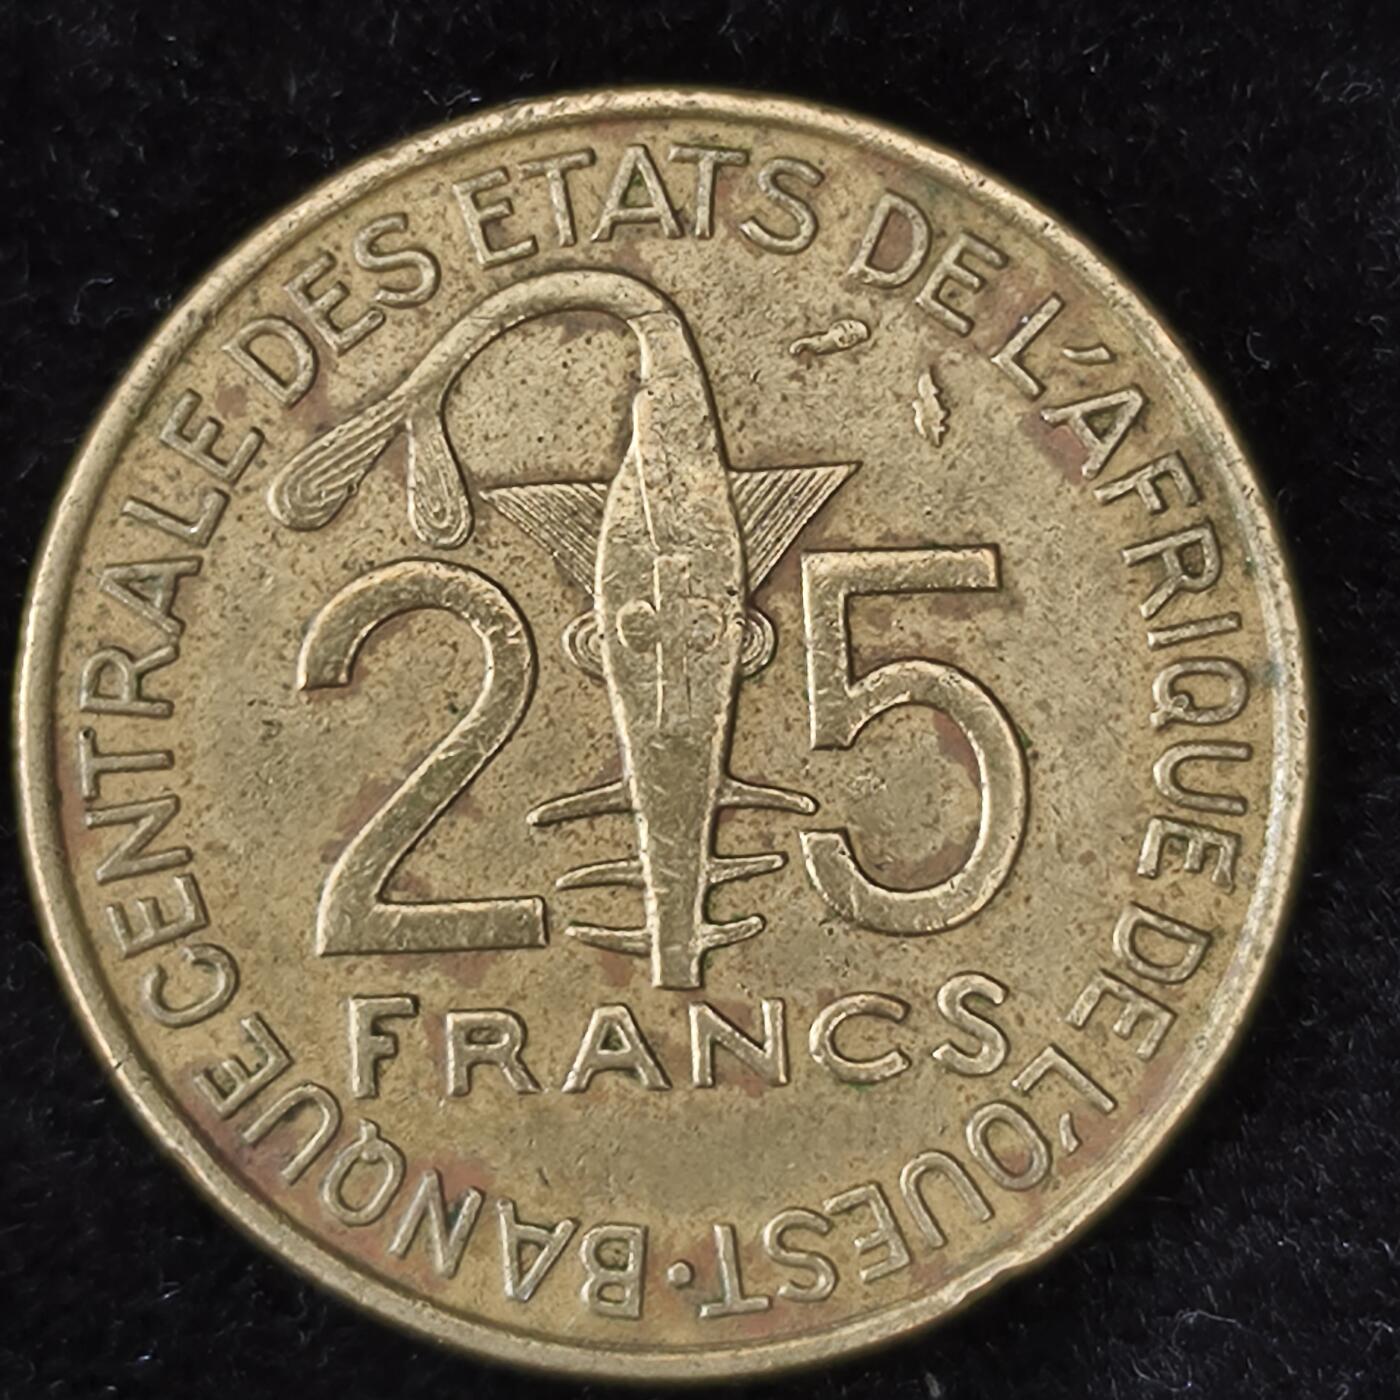 BANQUE CENTRALE DES ETATS DE L'AFRIQUE DE L'OUEST ·
25
FRANCS